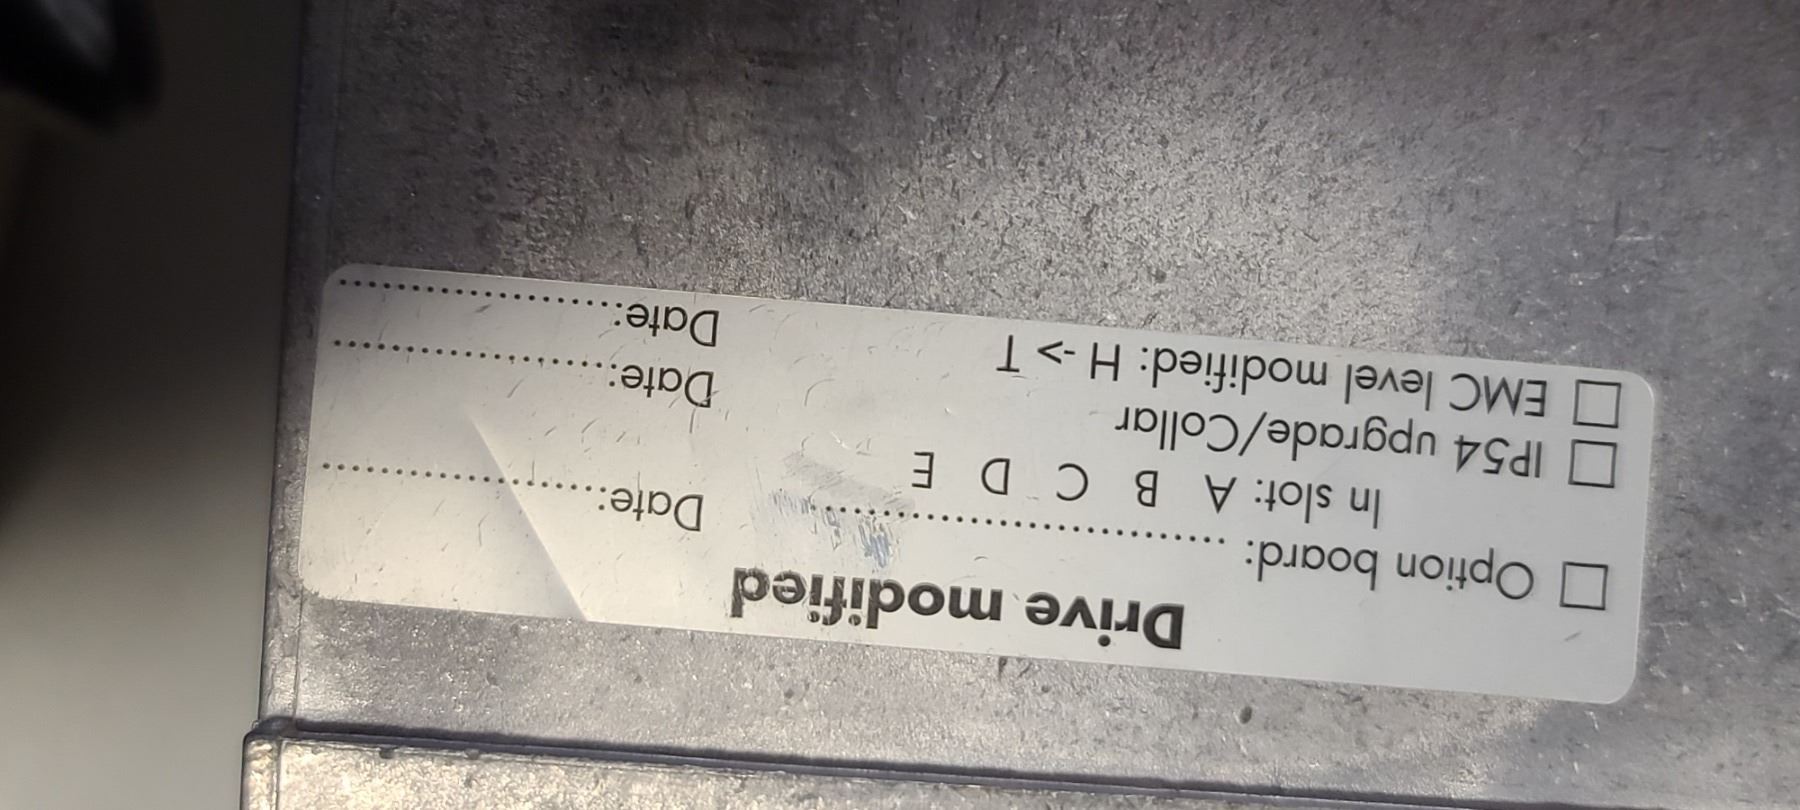 Drive modified
Option board: ........................ Date:....................
In slot: A B C D E
IP54 upgrade/Collar Date:....................
EMC level modified: H -> T Date:....................